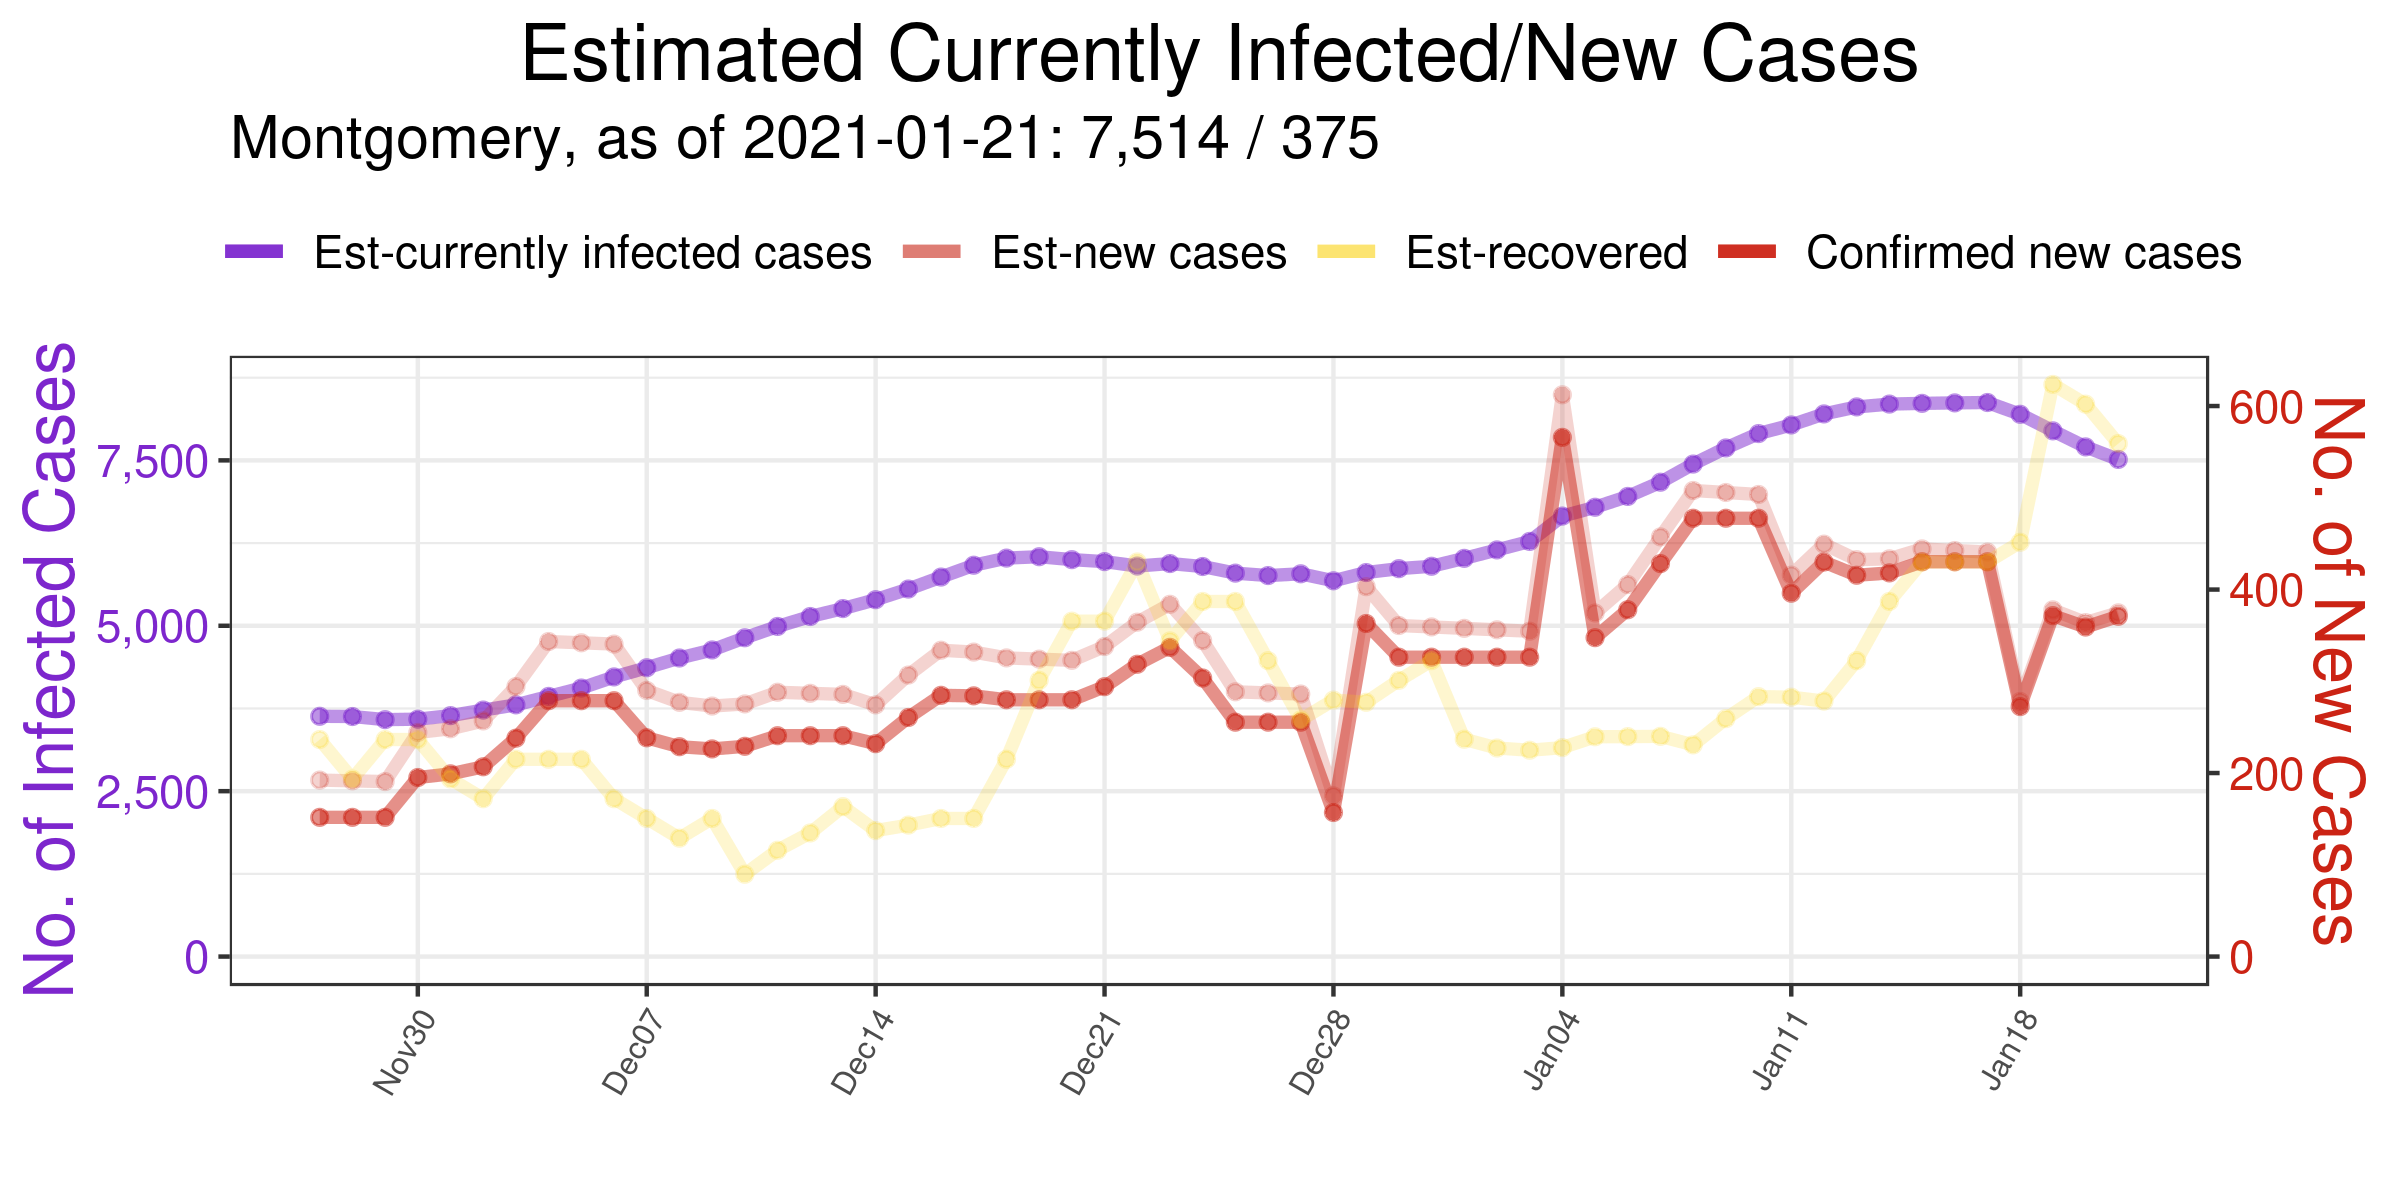 Estimated Currently Infected/New Cases
Montgomery, as of 2021-01-21: 7,514 / 375
Est-currently infected cases Est-new cases Est-recovered Confirmed new cases
No. of Infected Cases
7,500
5,000
2,500
0
600
400
200
0
No. of New Cases
Nov30 Dec07 Dec14 Dec21 Dec28 Jan04 Jan11 Jan18